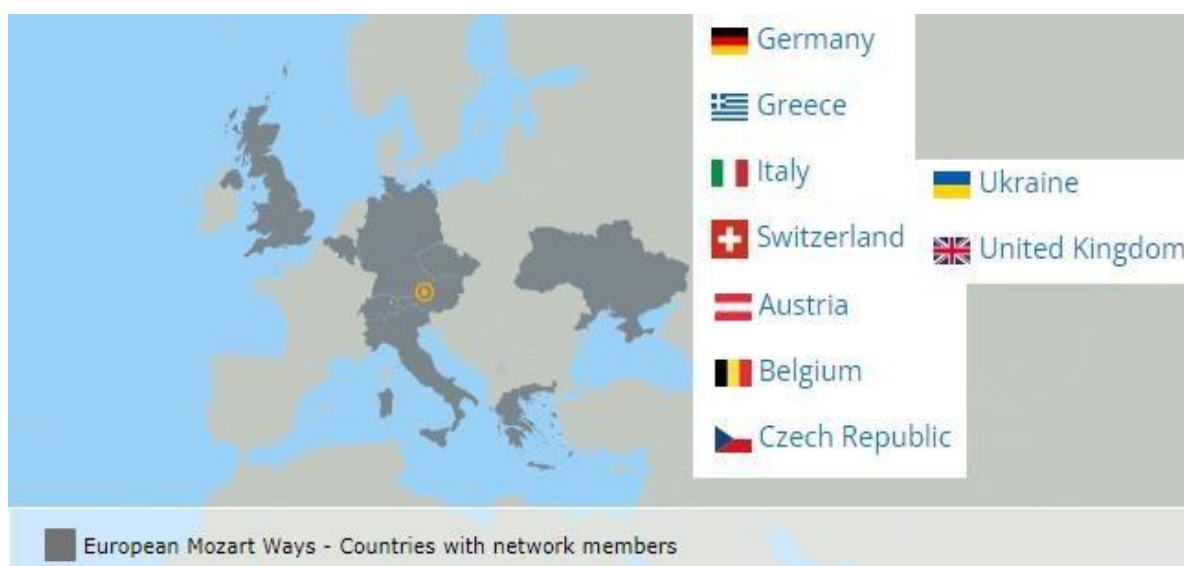 Germany
Greece
Italy
Switzerland
Austria
Belgium
Czech Republic
Ukraine
United Kingdom
European Mozart Ways - Countries with network members